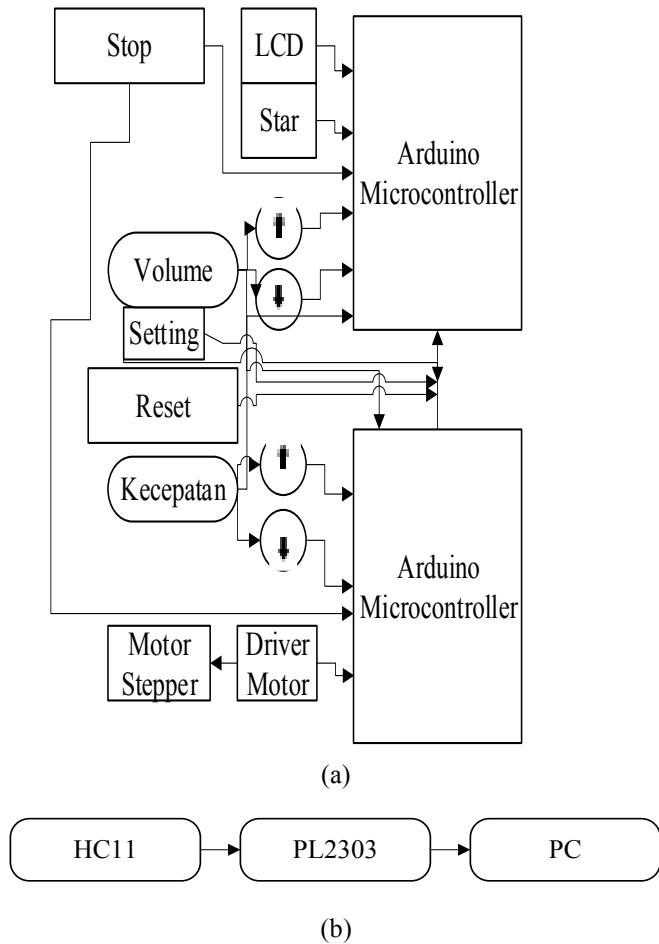 Stop
LCD
Star
Arduino
Microcontroller
Volume
Setting
Reset
Kecepatan
Arduino
Microcontroller
Motor
Stepper
Driver
Motor
(a)
HC11
PL2303
PC
(b)